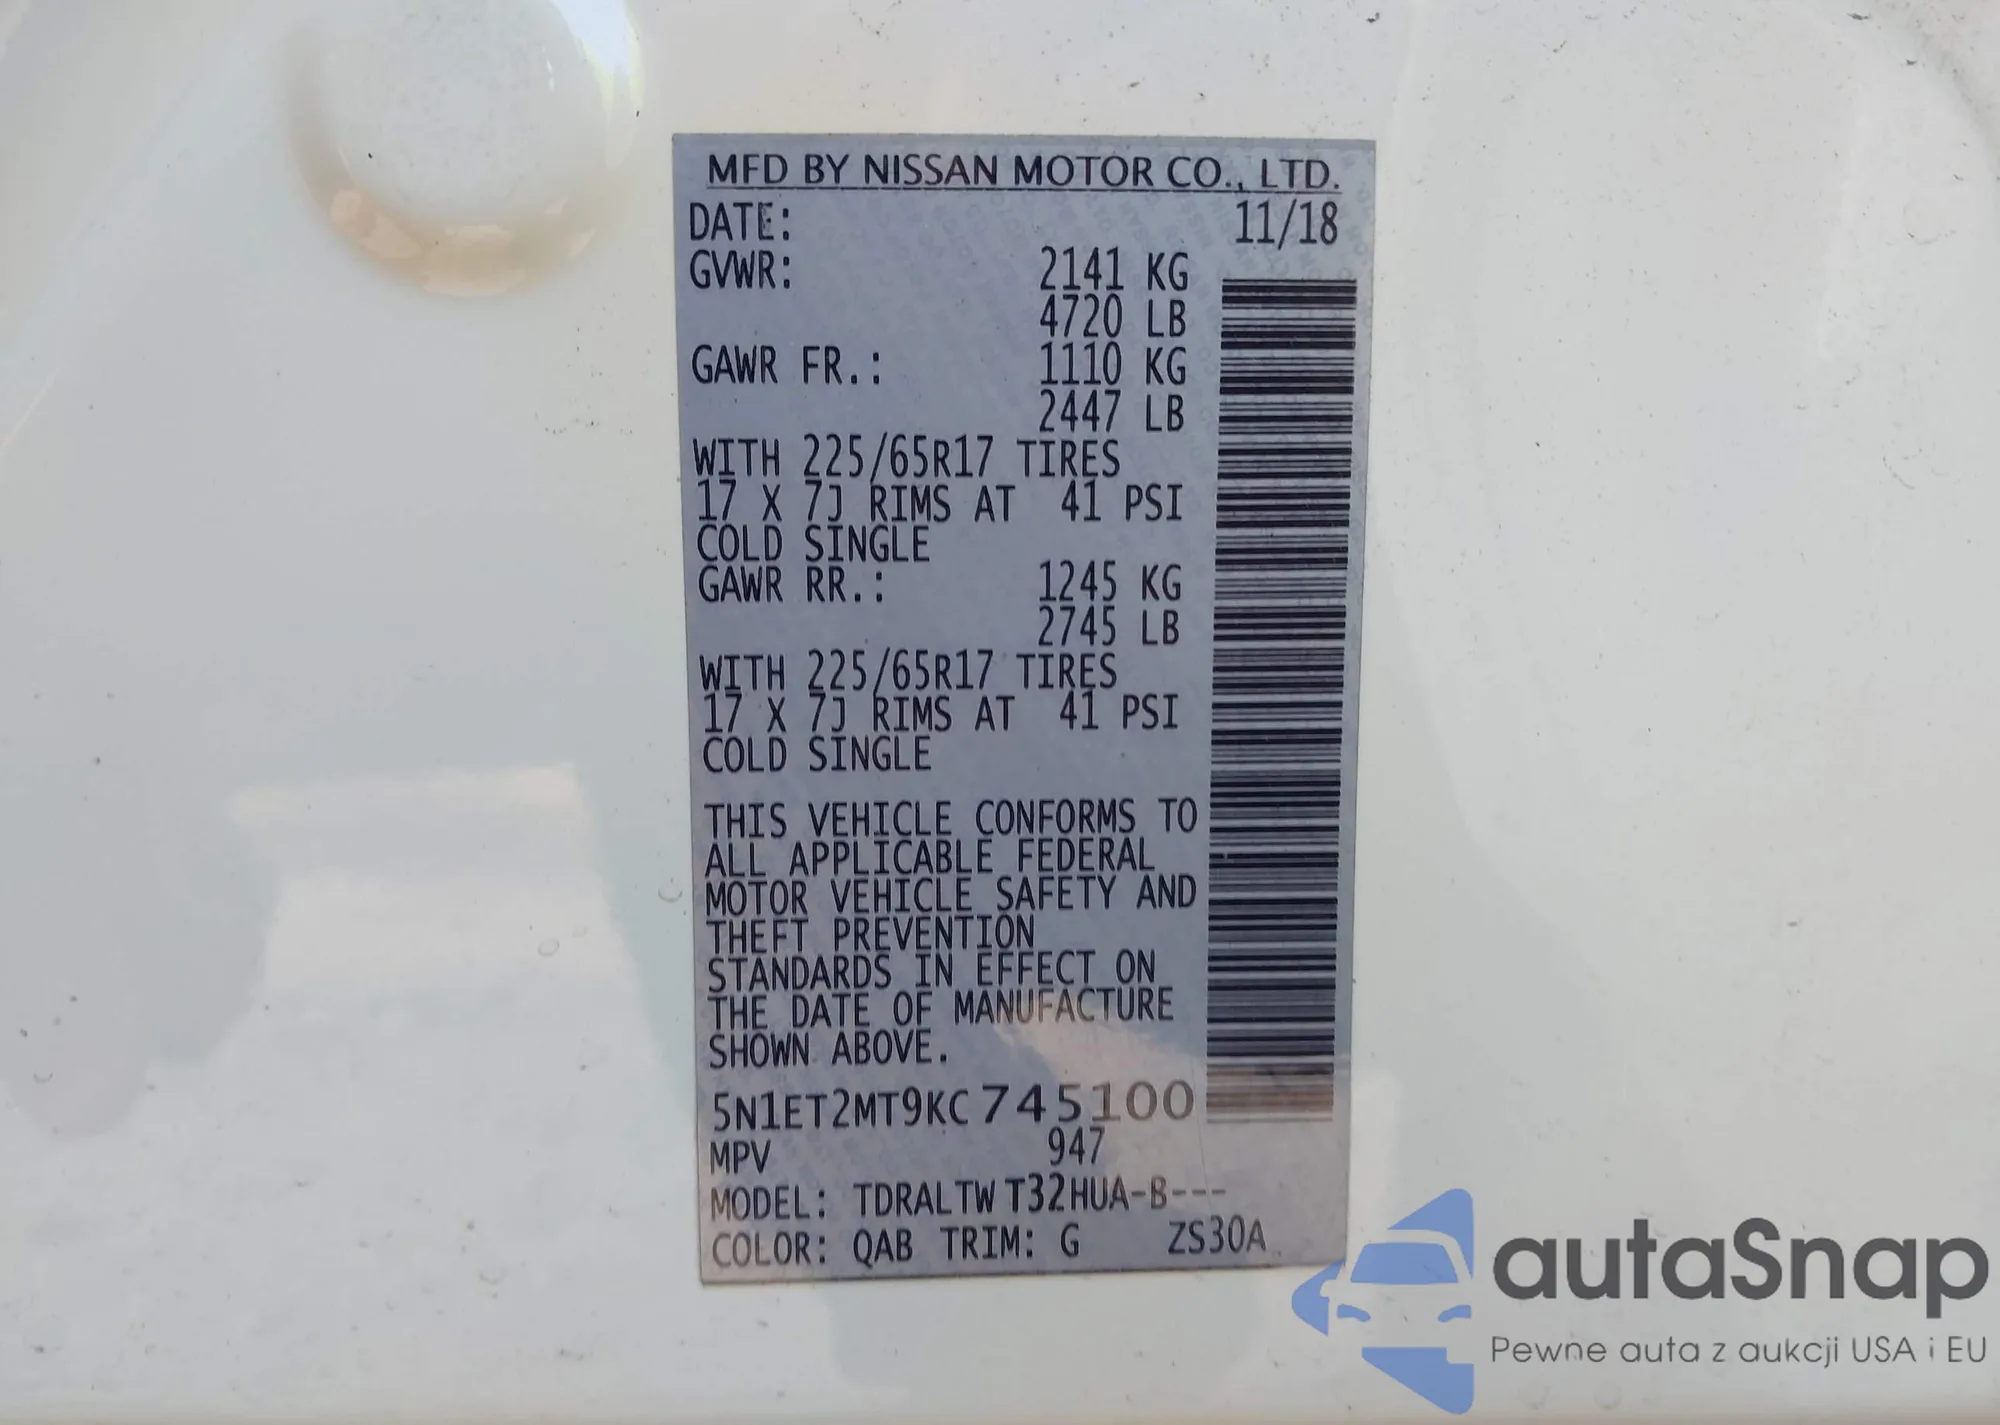 MFD BY NISSAN MOTOR CO., LTD.
DATE: 11/18
GVWR: 2141 KG
4720 LB
GAWR FR.: 1110 KG
2447 LB
WITH 225/65R17 TIRES
17 X 7J RIMS AT 41 PSI
COLD SINGLE
GAWR RR.: 1245 KG
2745 LB
WITH 225/65R17 TIRES
17 X 7J RIMS AT 41 PSI
COLD SINGLE
THIS VEHICLE CONFORMS TO
ALL APPLICABLE FEDERAL
MOTOR VEHICLE SAFETY AND
THEFT PREVENTION
STANDARDS IN EFFECT ON
THE DATE OF MANUFACTURE
SHOWN ABOVE.
5N1ET2MT9KC745100
MPV 947
MODEL: TDRALTW T32HUA-B---
COLOR: QAB TRIM: G ZS30A
autaSnap
Pewne auta z aukcji USA i EU